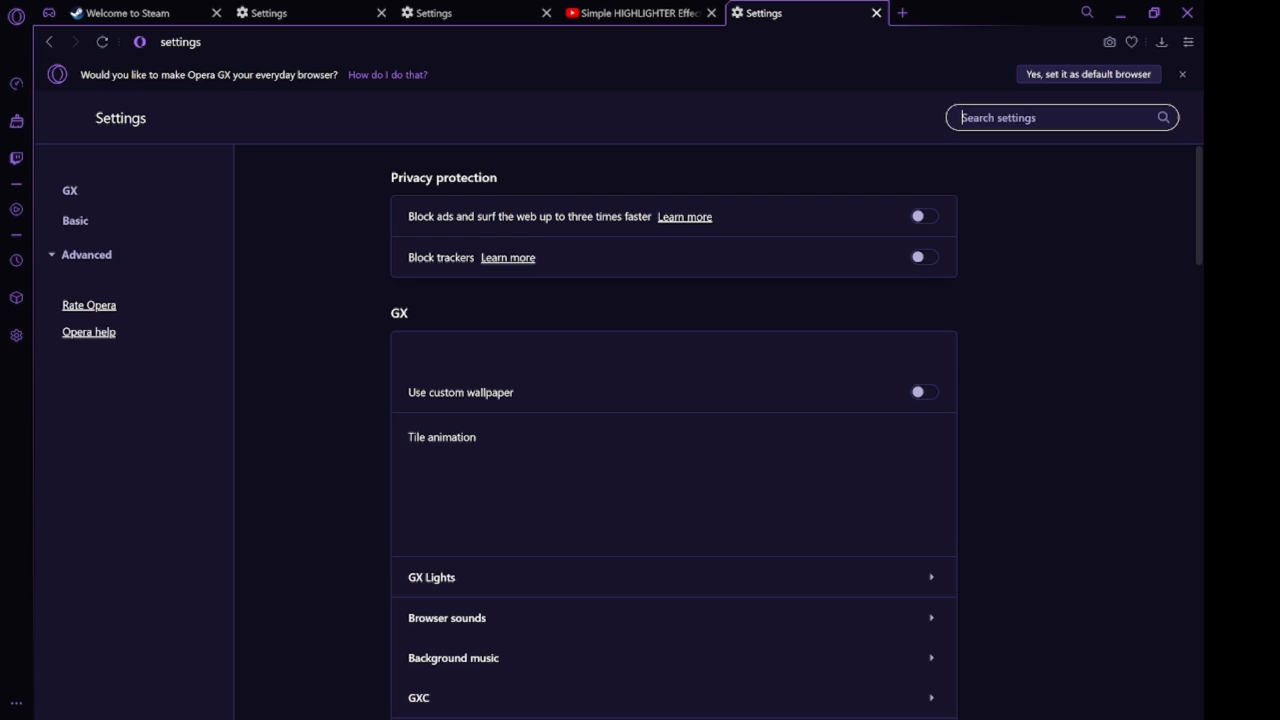 Welcome to Steam
Settings
Settings
Simple HIGHLIGHTER Effec
Settings
settings
Would you like to make Opera GX your everyday browser? How do I do that?
Yes, set it as default browser
Settings
Search settings
GX
Basic
Advanced
Rate Opera
Opera help
Privacy protection
Block ads and surf the web up to three times faster Learn more
Block trackers Learn more
GX
Use custom wallpaper
Tile animation
GX Lights
Browser sounds
Background music
GXC